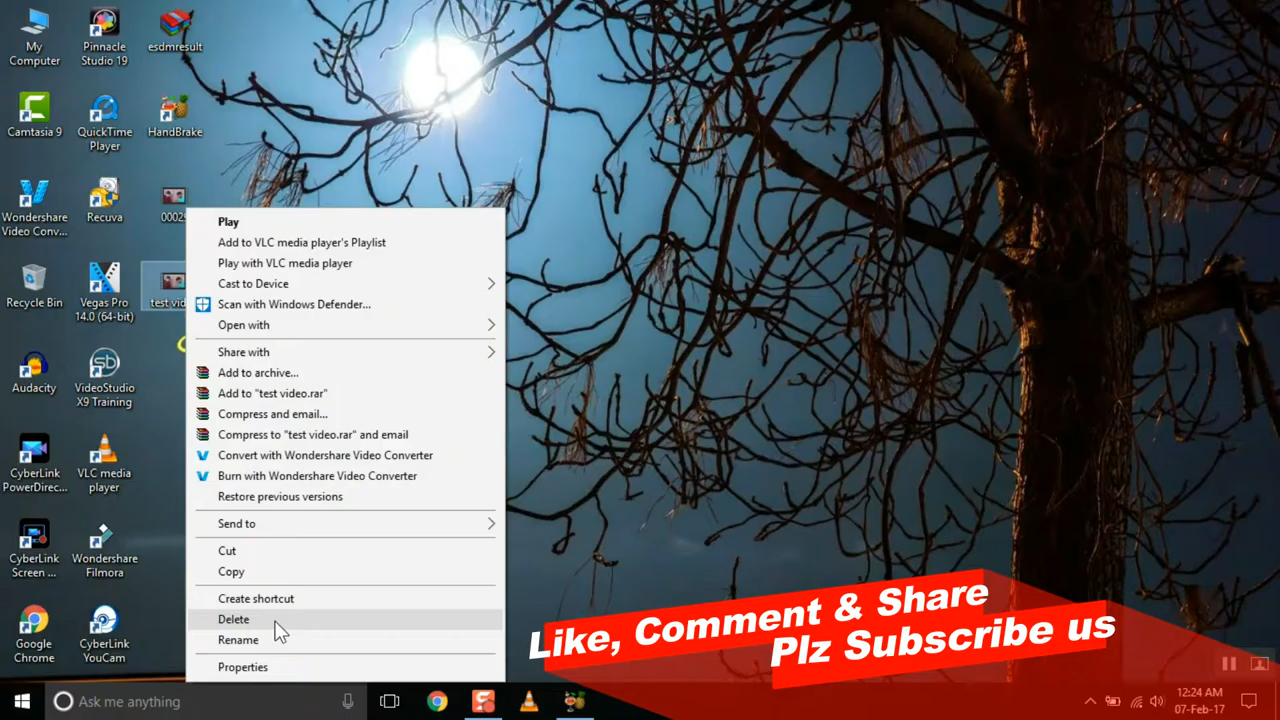 My
Computer
Pinnacle
Studio 19
esdmresult
Camtasia 9
QuickTime
Player
HandBrake
Wondershare
Video Conv...
Recuva
Recycle Bin
Vegas Pro
14.0 (64-bit)
Audacity
VideoStudio
X9 Training
CyberLink
PowerDirec...
VLC media
player
CyberLink
Screen ...
Wondershare
Filmora
Google
Chrome
CyberLink
YouCam
Play
Add to VLC media player's Playlist
Play with VLC media player
Cast to Device
Scan with Windows Defender...
Open with
Share with
Add to archive...
Add to "test video.rar"
Compress and email...
Compress to "test video.rar" and email
Convert with Wondershare Video Converter
Burn with Wondershare Video Converter
Restore previous versions
Send to
Cut
Copy
Create shortcut
Delete
Rename
Properties
Like, Comment & Share
Plz Subscribe us
Ask me anything
12:24 AM
07-Feb-17